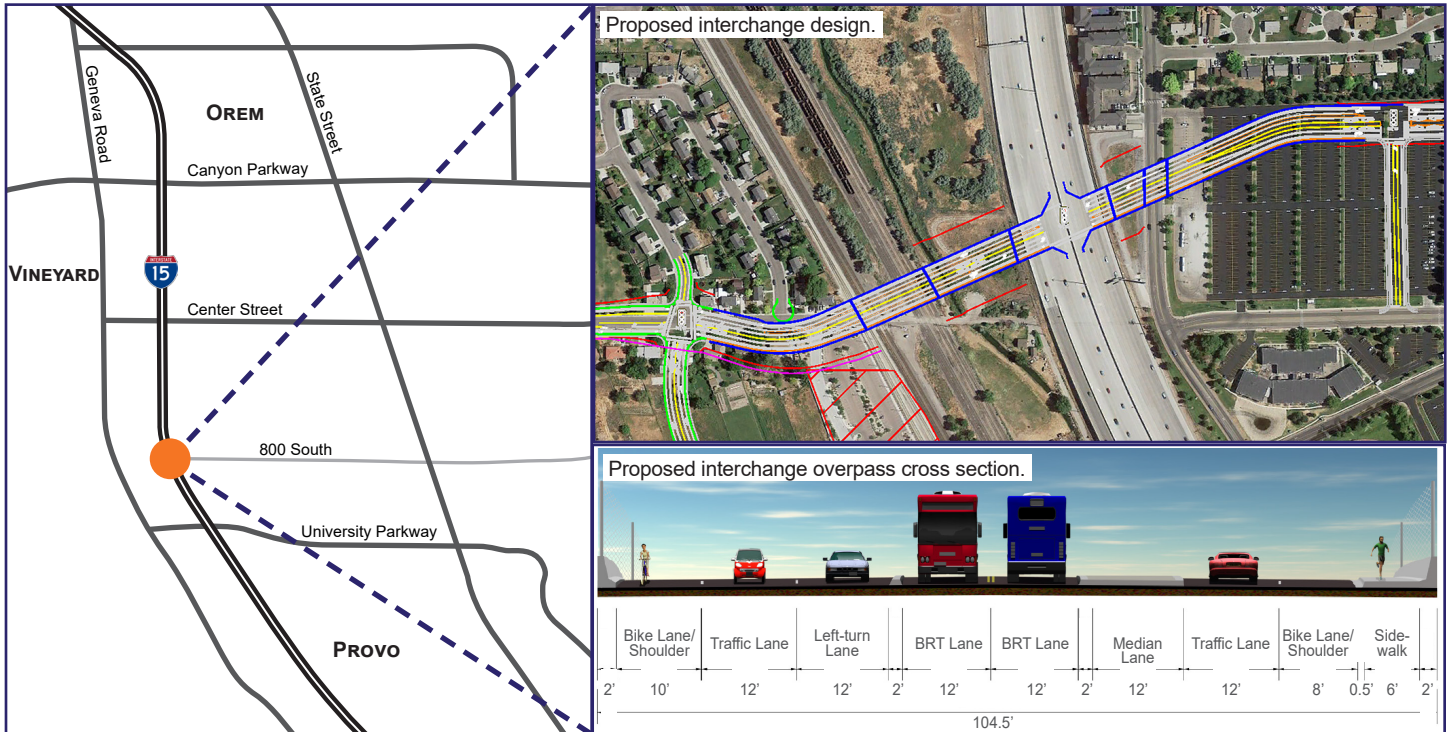 Geneva Road
OREM
State Street
Canyon Parkway
VINEYARD
INTERSTATE
15
Center Street
800 South
University Parkway
PROVO
Proposed interchange design.
Proposed interchange overpass cross section.
Bike Lane/
Shoulder
Traffic Lane
Left-turn
Lane
BRT Lane
BRT Lane
Median
Lane
Traffic Lane
Bike Lane/
Shoulder
Side-
walk
2' 10' 12' 12' 2' 12' 12' 2' 12' 12' 8' 0.5' 6' 2'
104.5'